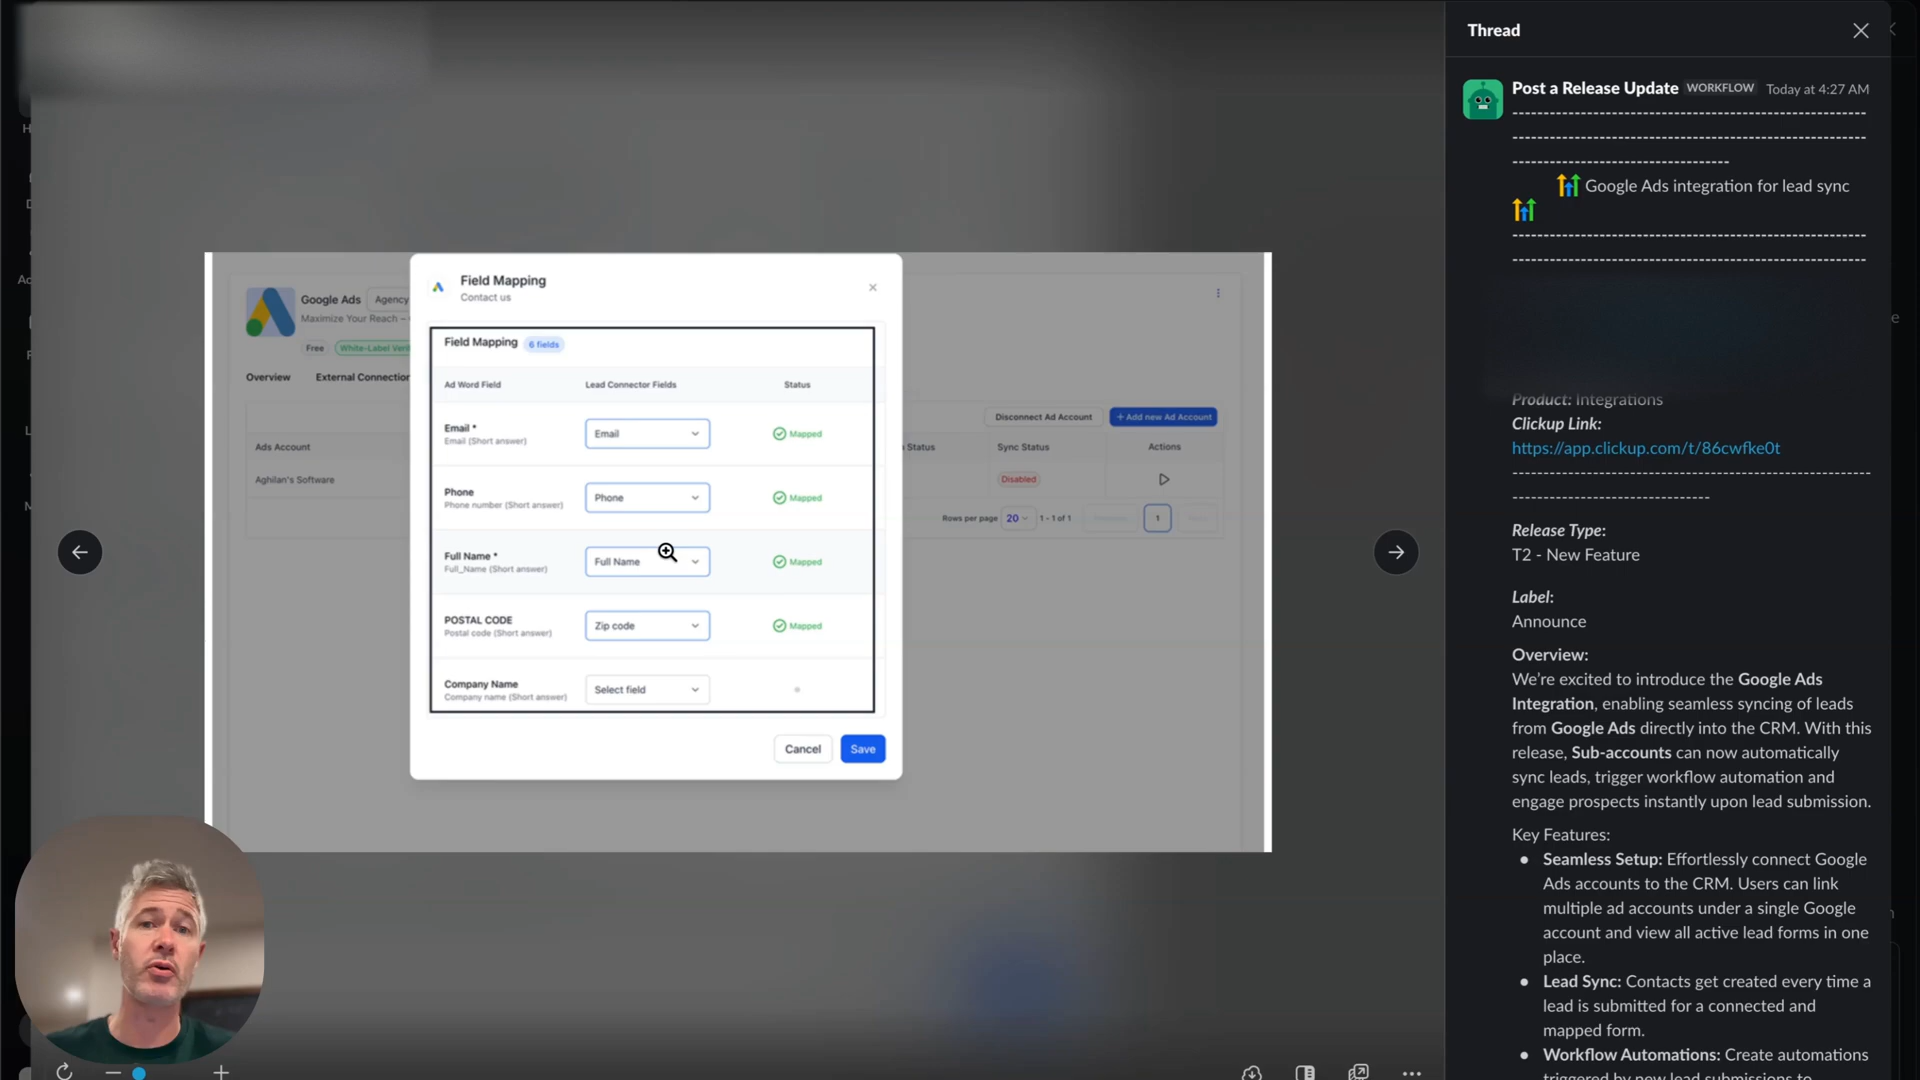 Thread
Post a Release Update WORKFLOW Today at 4:27 AM
----------------------------------------------------------
----------------------------------------------------------
-----------------------------------
Google Ads integration for lead sync
----------------------------------------------------------
----------------------------------------------------------
Product: Integrations
Clickup Link:
https://app.clickup.com/t/86cwfke0t
----------------------------------------------------------
--------------------------------
Release Type:
T2 - New Feature
Label:
Announce
Overview:
We're excited to introduce the Google Ads
Integration, enabling seamless syncing of leads
from Google Ads directly into the CRM. With this
release, Sub-accounts can now automatically
sync leads, trigger workflow automation and
engage prospects instantly upon lead submission.
Key Features:
● Seamless Setup: Effortlessly connect Google
Ads accounts to the CRM. Users can link
multiple ad accounts under a single Google
account and view all active lead forms in one
place.
● Lead Sync: Contacts get created every time a
lead is submitted for a connected and
mapped form.
● Workflow Automations: Create automations
triggered by new lead submissions to
Google Ads Agency
Maximize Your Reach –
Free White-Label
Overview External
Ads Account
Aghilan's Software
Disconnect Ad Account + Add new Ad Account
Status Sync Status Actions
Disabled
Rows per page 20 1 - 1 of 1 1
Field Mapping
Contact us
Field Mapping 6 fields
Ad Word Field Lead Connector Fields Status
Email *
Email (Short answer)
Email Mapped
Phone
Phone number (Short answer)
Phone Mapped
Full Name *
Full_Name (Short answer)
Full Name Mapped
POSTAL CODE
Postal code (Short answer)
Zip code Mapped
Company Name
Company name (Short answer)
Select field
Cancel Save